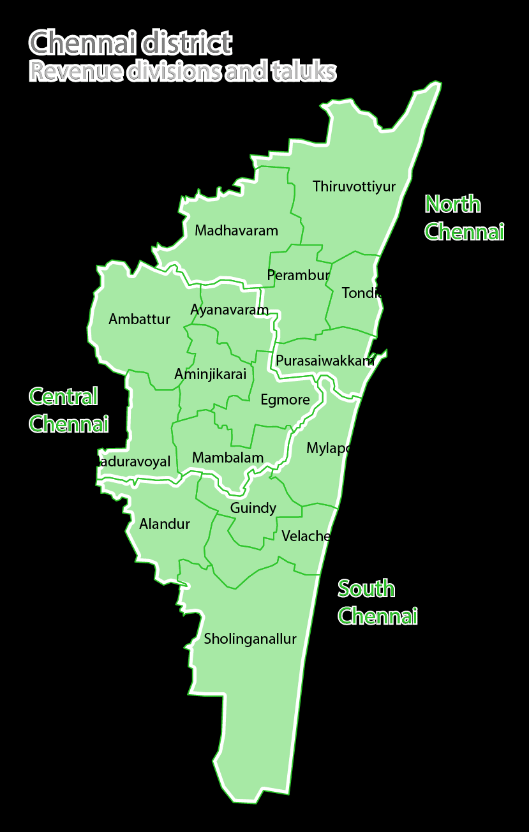 Chennai district
Revenue divisions and taluks
Thiruvottiyur
North
Chennai
Madhavaram
Perambur
Tondi
Ayanavaram
Ambattur
Purasaiwakkam
Aminjikarai
Central
Chennai
Egmore
Mylapo
Mambalam
aduravoyal
Guindy
Alandur
Velache
South
Chennai
Sholinganallur